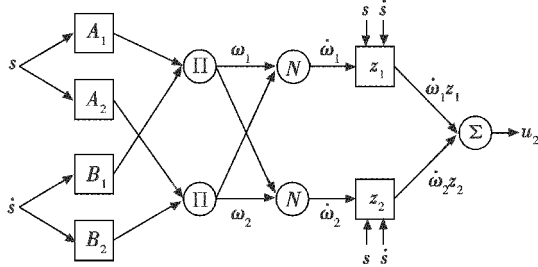 s ṡ
A₁ ω₁ ω̇₁
Π N z₁
s ω̇₁z₁
A₂
Σ u₂
B₁
ṡ ω̇₂z₂
Π N z₂
B₂ ω₂ ω̇₂
s ṡ